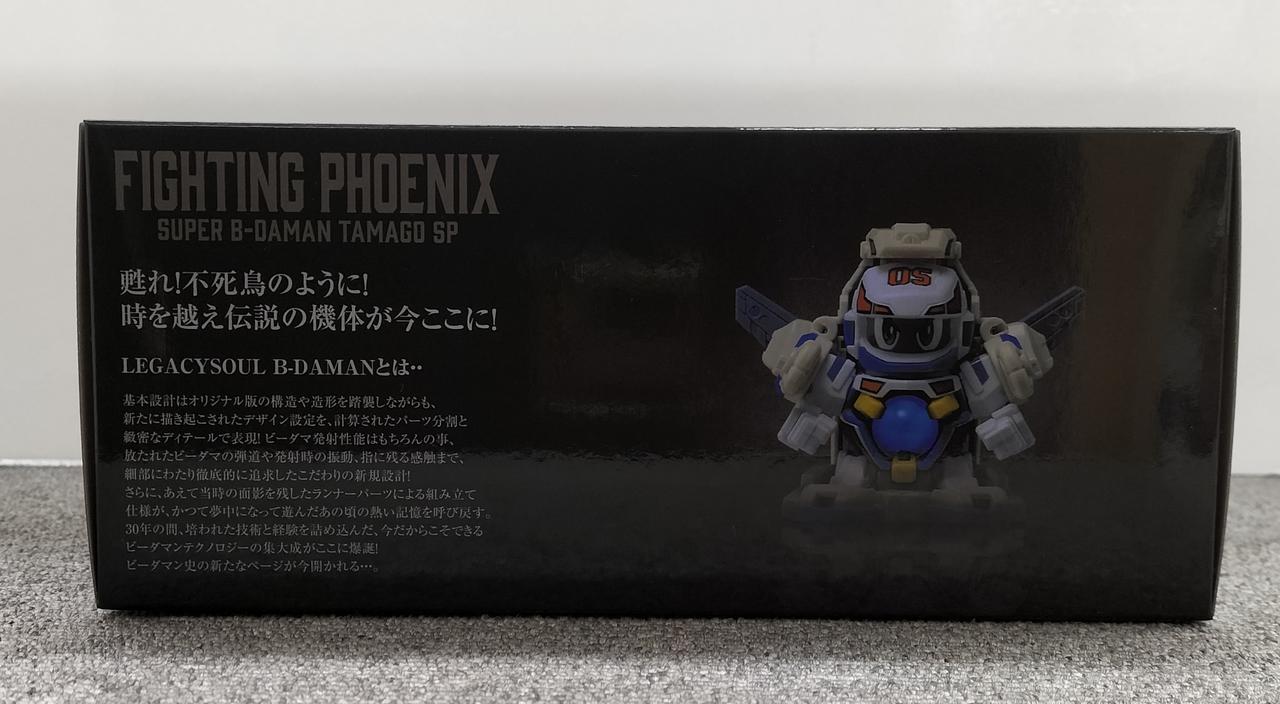 FIGHTING PHOENIX
SUPER B-DAMAN TAMAGO SP
甦れ!不死鳥のように!
時を越え伝説の機体が今ここに!
LEGACYSOUL B-DAMANとは‥
基本設計はオリジナル版の構造や造形を踏襲しながらも、
新たに描き起こされたデザイン設定を、計算されたパーツ分割と
緻密なディテールで表現!ビーダマ発射性能はもちろんの事、
放たれたビーダマの弾道や発射時の振動、指に残る感触まで、
細部にわたり徹底的に追求したこだわりの新規設計!
さらに、あえて当時の面影を残したランナーパーツによる組み立て
仕様が、かつて夢中になって遊んだあの頃の熱い記憶を呼び戻す。
30年の間、培われた技術と経験を詰め込んだ、今だからこそできる
ビーダマンテクノロジーの集大成がここに爆誕!
ビーダマン史の新たなページが今開かれる…。
05